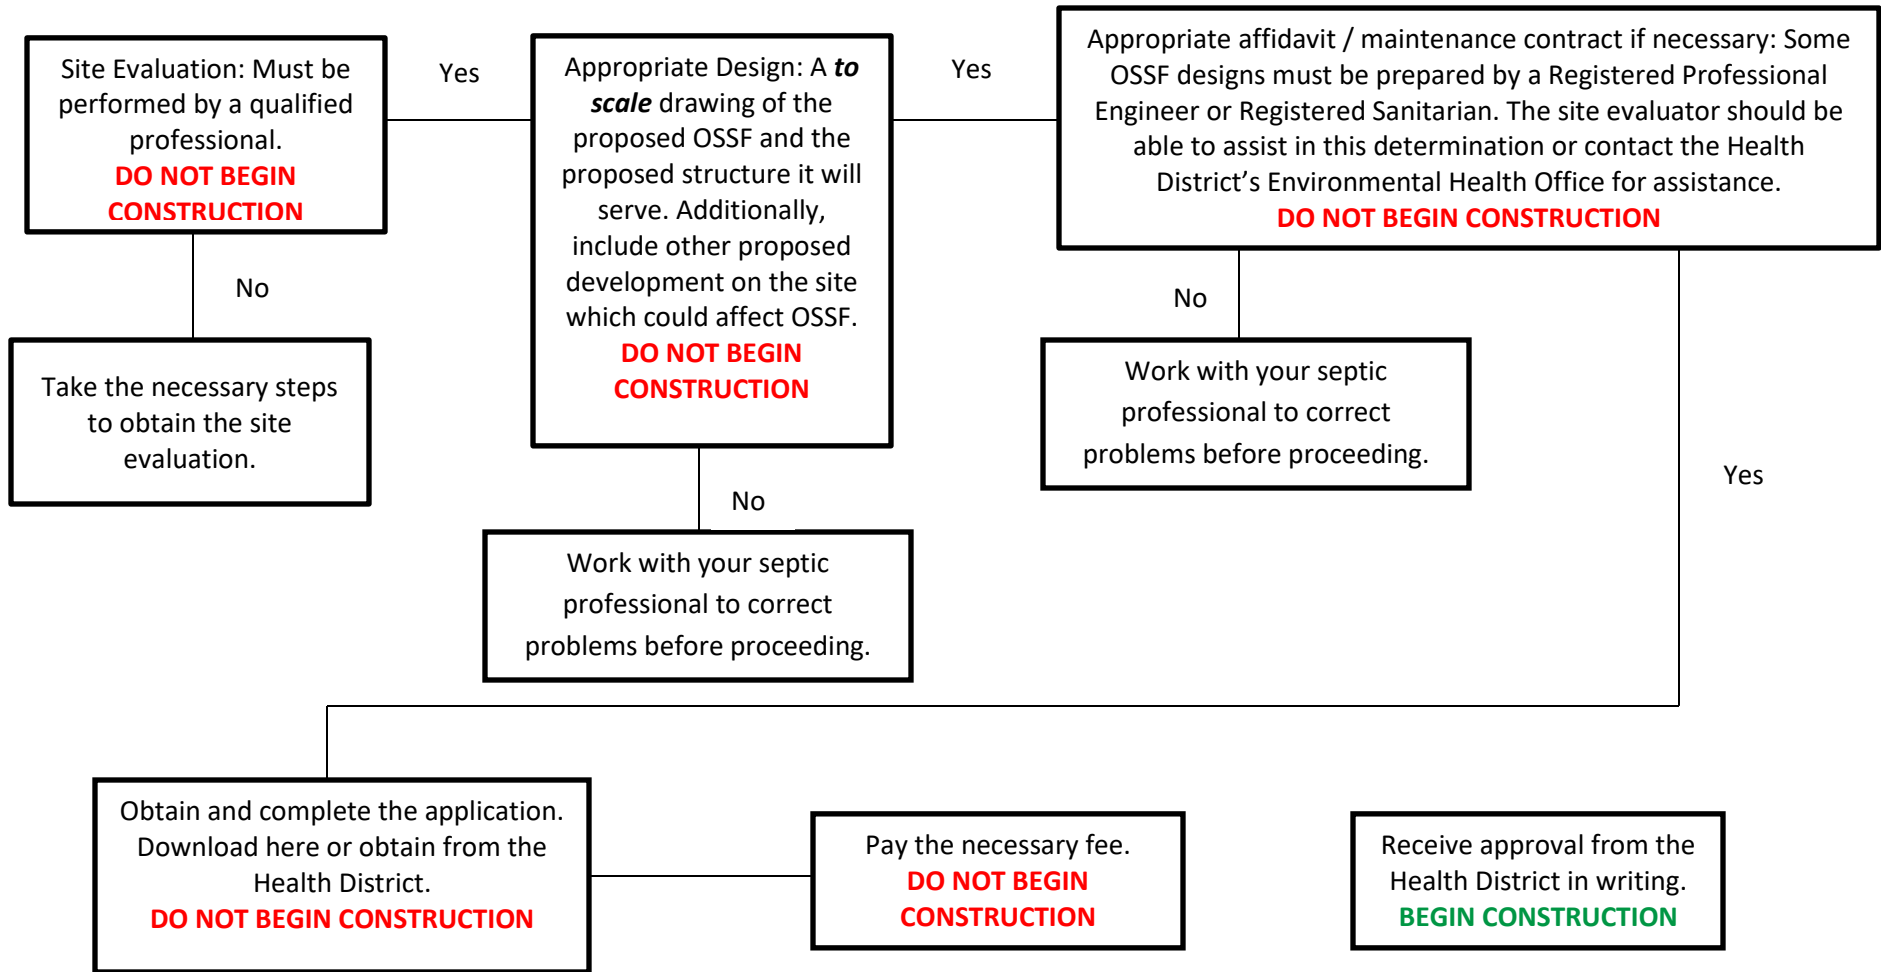 Site Evaluation: Must be
performed by a qualified
professional.
DO NOT BEGIN
CONSTRUCTION
Yes
Appropriate Design: A to
scale drawing of the
proposed OSSF and the
proposed structure it will
serve. Additionally,
include other proposed
development on the site
which could affect OSSF.
DO NOT BEGIN
CONSTRUCTION
Yes
Appropriate affidavit / maintenance contract if necessary: Some
OSSF designs must be prepared by a Registered Professional
Engineer or Registered Sanitarian. The site evaluator should be
able to assist in this determination or contact the Health
District’s Environmental Health Office for assistance.
DO NOT BEGIN CONSTRUCTION
No
Take the necessary steps
to obtain the site
evaluation.
No
Work with your septic
professional to correct
problems before proceeding.
No
Work with your septic
professional to correct
problems before proceeding.
Yes
Obtain and complete the application.
Download here or obtain from the
Health District.
DO NOT BEGIN CONSTRUCTION
Pay the necessary fee.
DO NOT BEGIN
CONSTRUCTION
Receive approval from the
Health District in writing.
BEGIN CONSTRUCTION